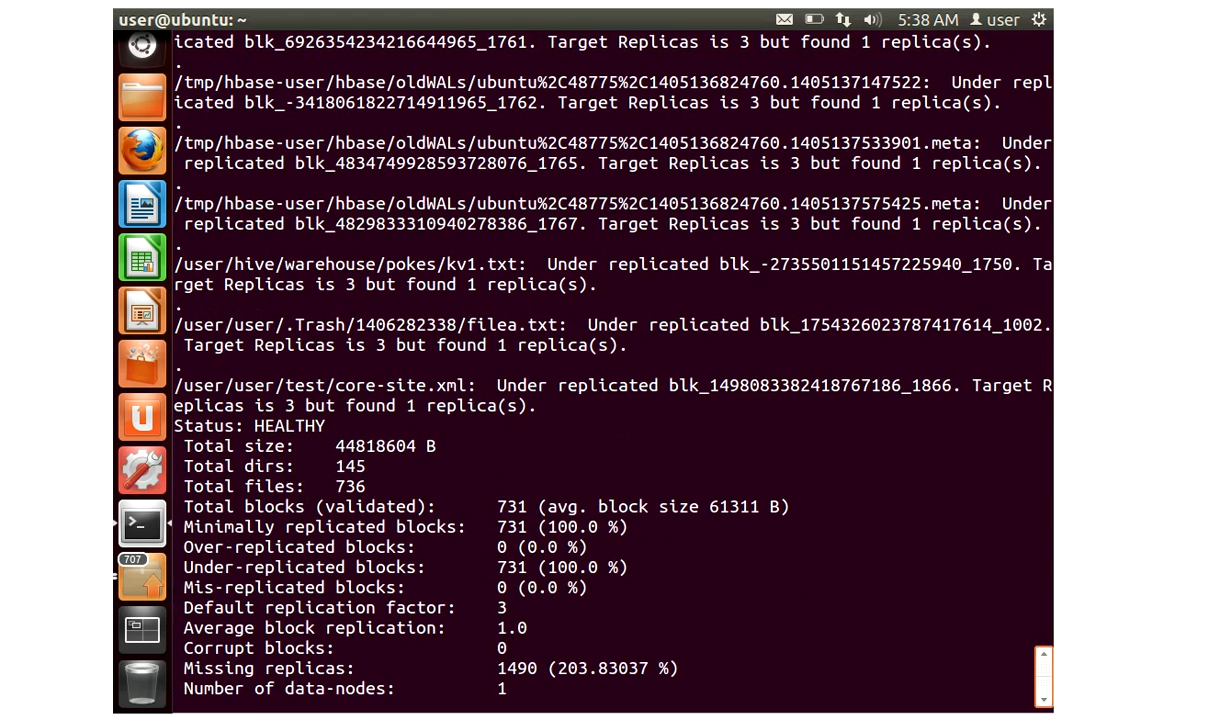 user@ubuntu: ~ 5:38 AM user
icated blk_6926354234216644965_1761. Target Replicas is 3 but found 1 replica(s).
.
/tmp/hbase-user/hbase/oldWALs/ubuntu%2C48775%2C1405136824760.1405137147522:  Under repl
icated blk_-3418061822714911965_1762. Target Replicas is 3 but found 1 replica(s).
.
/tmp/hbase-user/hbase/oldWALs/ubuntu%2C48775%2C1405136824760.1405137533901.meta:  Under
 replicated blk_4834749928593728076_1765. Target Replicas is 3 but found 1 replica(s).
.
/tmp/hbase-user/hbase/oldWALs/ubuntu%2C48775%2C1405136824760.1405137575425.meta:  Under
 replicated blk_4829833310940278386_1767. Target Replicas is 3 but found 1 replica(s).
.
/user/hive/warehouse/pokes/kv1.txt:  Under replicated blk_-2735501151457225940_1750. Ta
rget Replicas is 3 but found 1 replica(s).
.
/user/user/.Trash/1406282338/filea.txt:  Under replicated blk_1754326023787417614_1002.
 Target Replicas is 3 but found 1 replica(s).
.
/user/user/test/core-site.xml:  Under replicated blk_1498083382418767186_1866. Target R
eplicas is 3 but found 1 replica(s).
Status: HEALTHY
 Total size:    44818604 B
 Total dirs:    145
 Total files:   736
 Total blocks (validated):      731 (avg. block size 61311 B)
 Minimally replicated blocks:   731 (100.0 %)
 Over-replicated blocks:        0 (0.0 %)
 Under-replicated blocks:       731 (100.0 %)
 Mis-replicated blocks:         0 (0.0 %)
 Default replication factor:    3
 Average block replication:     1.0
 Corrupt blocks:                0
 Missing replicas:              1490 (203.83037 %)
 Number of data-nodes:          1
U
>_
707